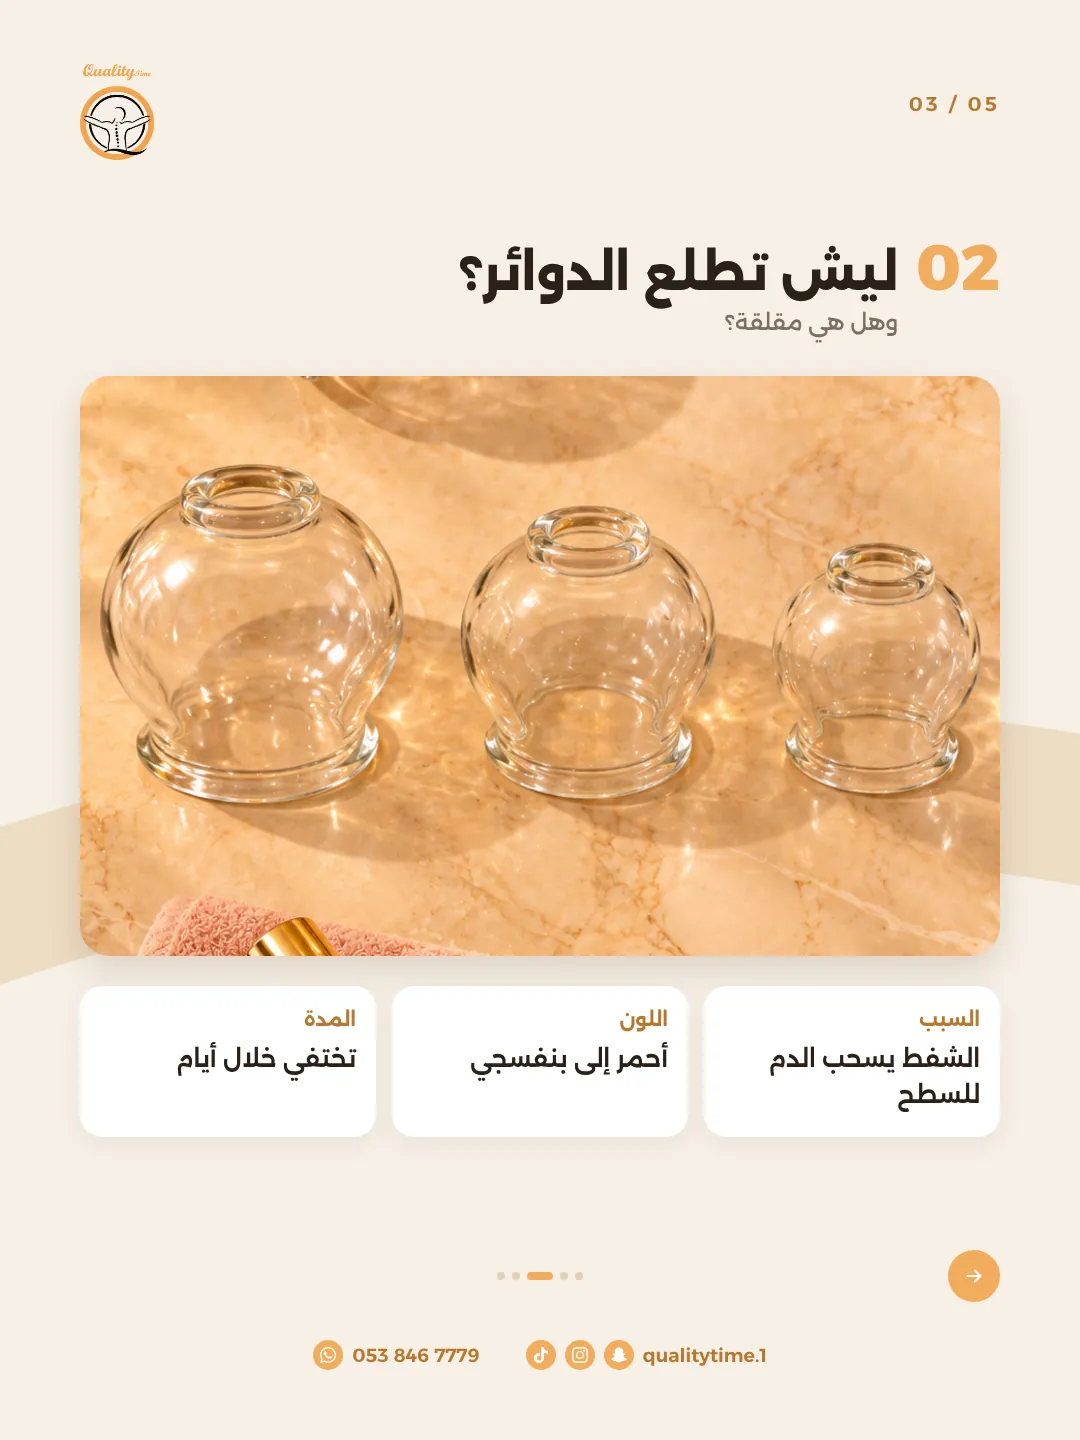 Quality Time
03 / 05
02 ليش تطلع الدوائر؟
وهل هي مقلقة؟
السبب
الشفط يسحب الدم
للسطح
اللون
أحمر إلى بنفسجي
المدة
تختفي خلال أيام
053 846 7779
qualitytime.1